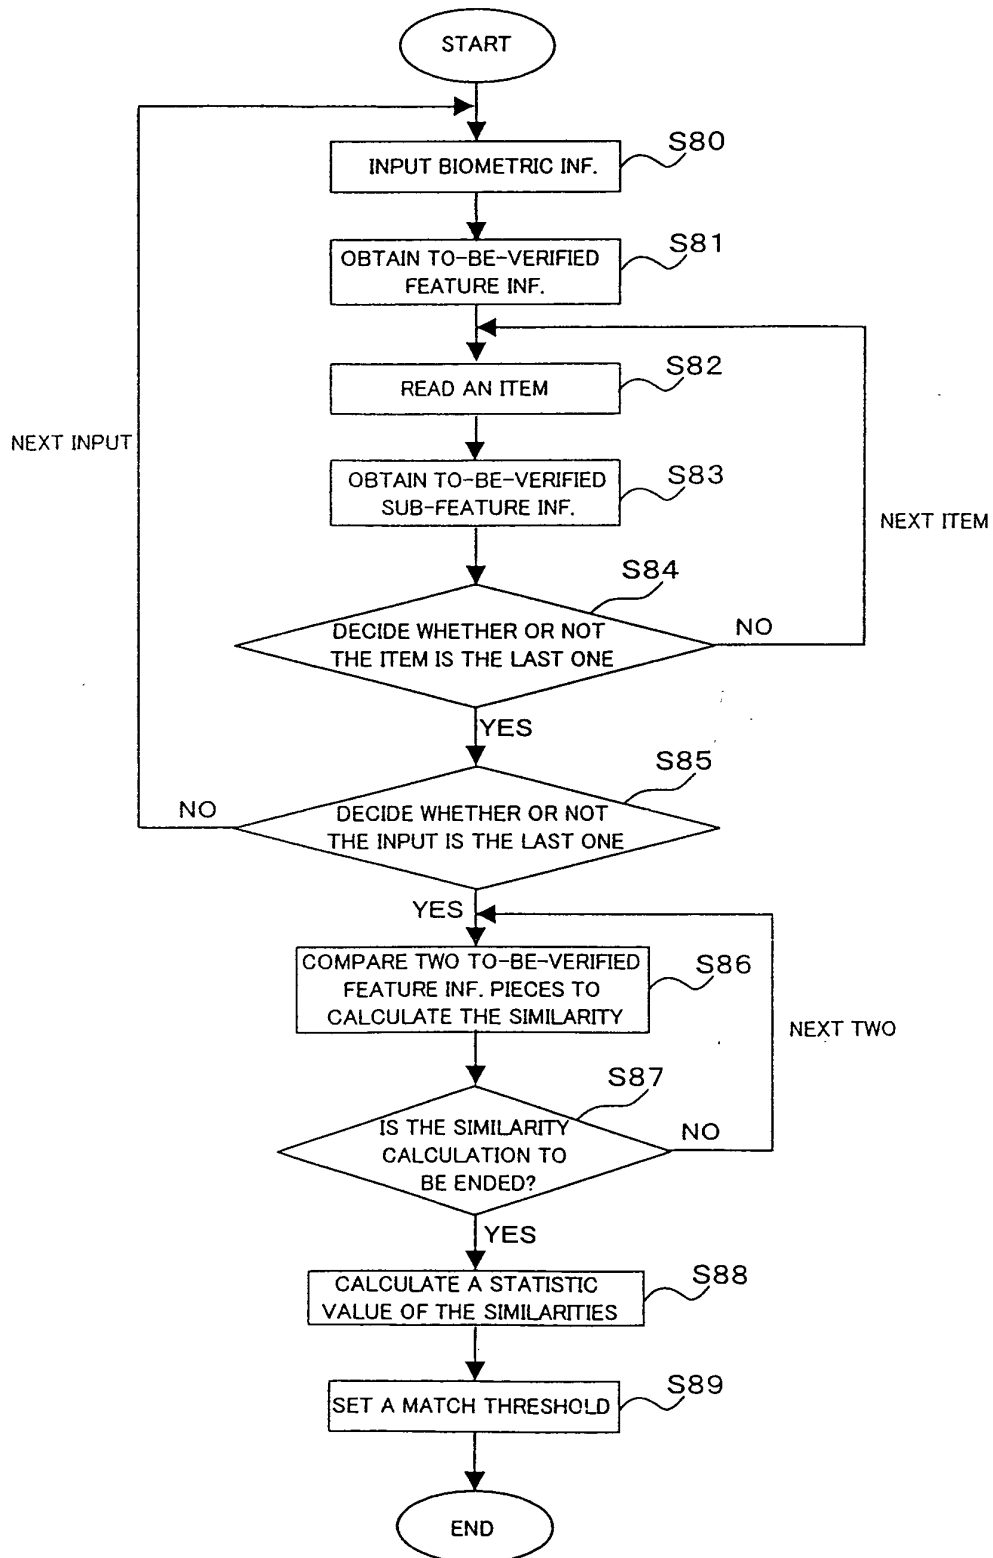 START
S80
INPUT BIOMETRIC INF.
S81
OBTAIN TO-BE-VERIFIED
FEATURE INF.
S82
READ AN ITEM
NEXT INPUT
S83
OBTAIN TO-BE-VERIFIED
SUB-FEATURE INF.
NEXT ITEM
S84
DECIDE WHETHER OR NOT
THE ITEM IS THE LAST ONE
NO
YES
S85
NO
DECIDE WHETHER OR NOT
THE INPUT IS THE LAST ONE
YES
S86
COMPARE TWO TO-BE-VERIFIED
FEATURE INF. PIECES TO
CALCULATE THE SIMILARITY
NEXT TWO
S87
IS THE SIMILARITY
CALCULATION TO
BE ENDED?
NO
YES
S88
CALCULATE A STATISTIC
VALUE OF THE SIMILARITIES
S89
SET A MATCH THRESHOLD
END